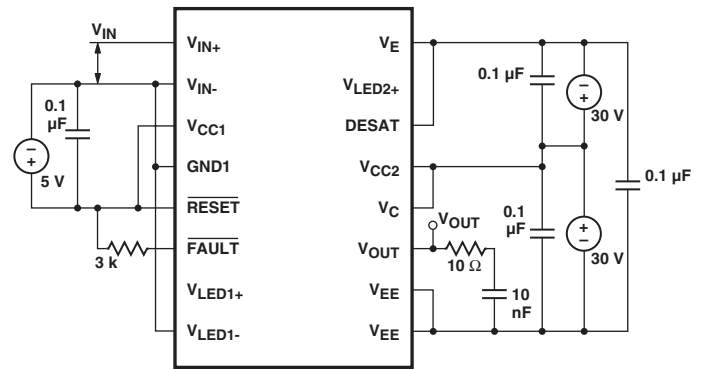 VIN
VIN+
VIN-
VCC1
GND1
RESET
FAULT
VLED1+
VLED1-
VE
VLED2+
DESAT
VCC2
VC
VOUT
VEE
VEE
0.1
µF
− +
5 V
3 k
VOUT
10 Ω
10
nF
0.1 µF
− +
30 V
0.1
µF
+ −
30 V
0.1 µF